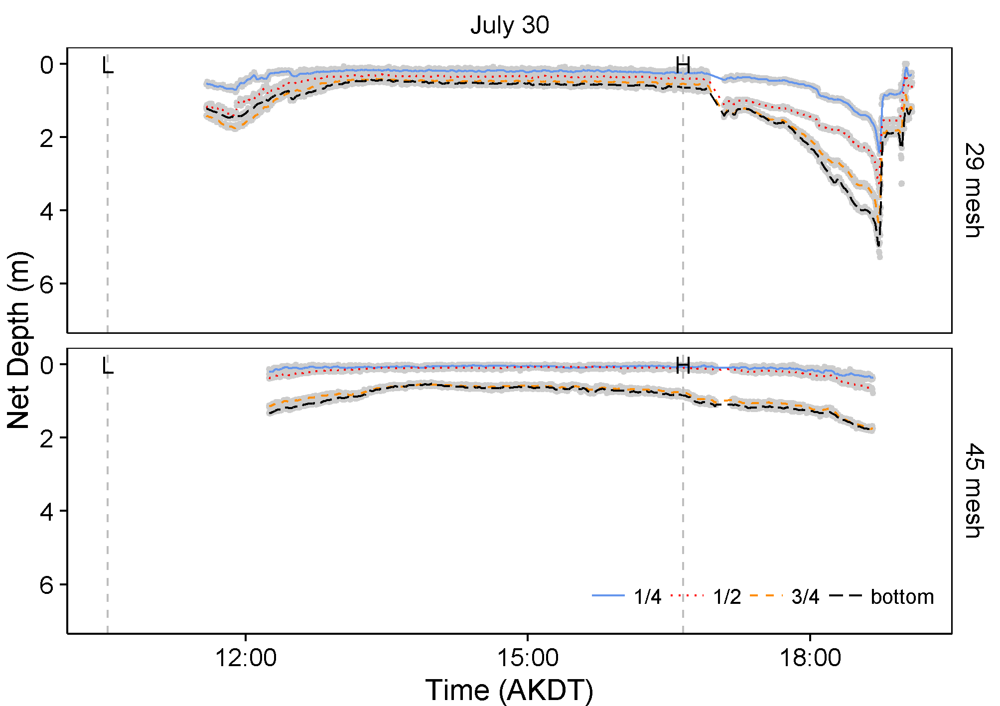 July 30
0
2
4
6
L
H
29 mesh
Net Depth (m)
0
2
4
6
L
H
45 mesh
1/4 1/2 3/4 bottom
12:00 15:00 18:00
Time (AKDT)